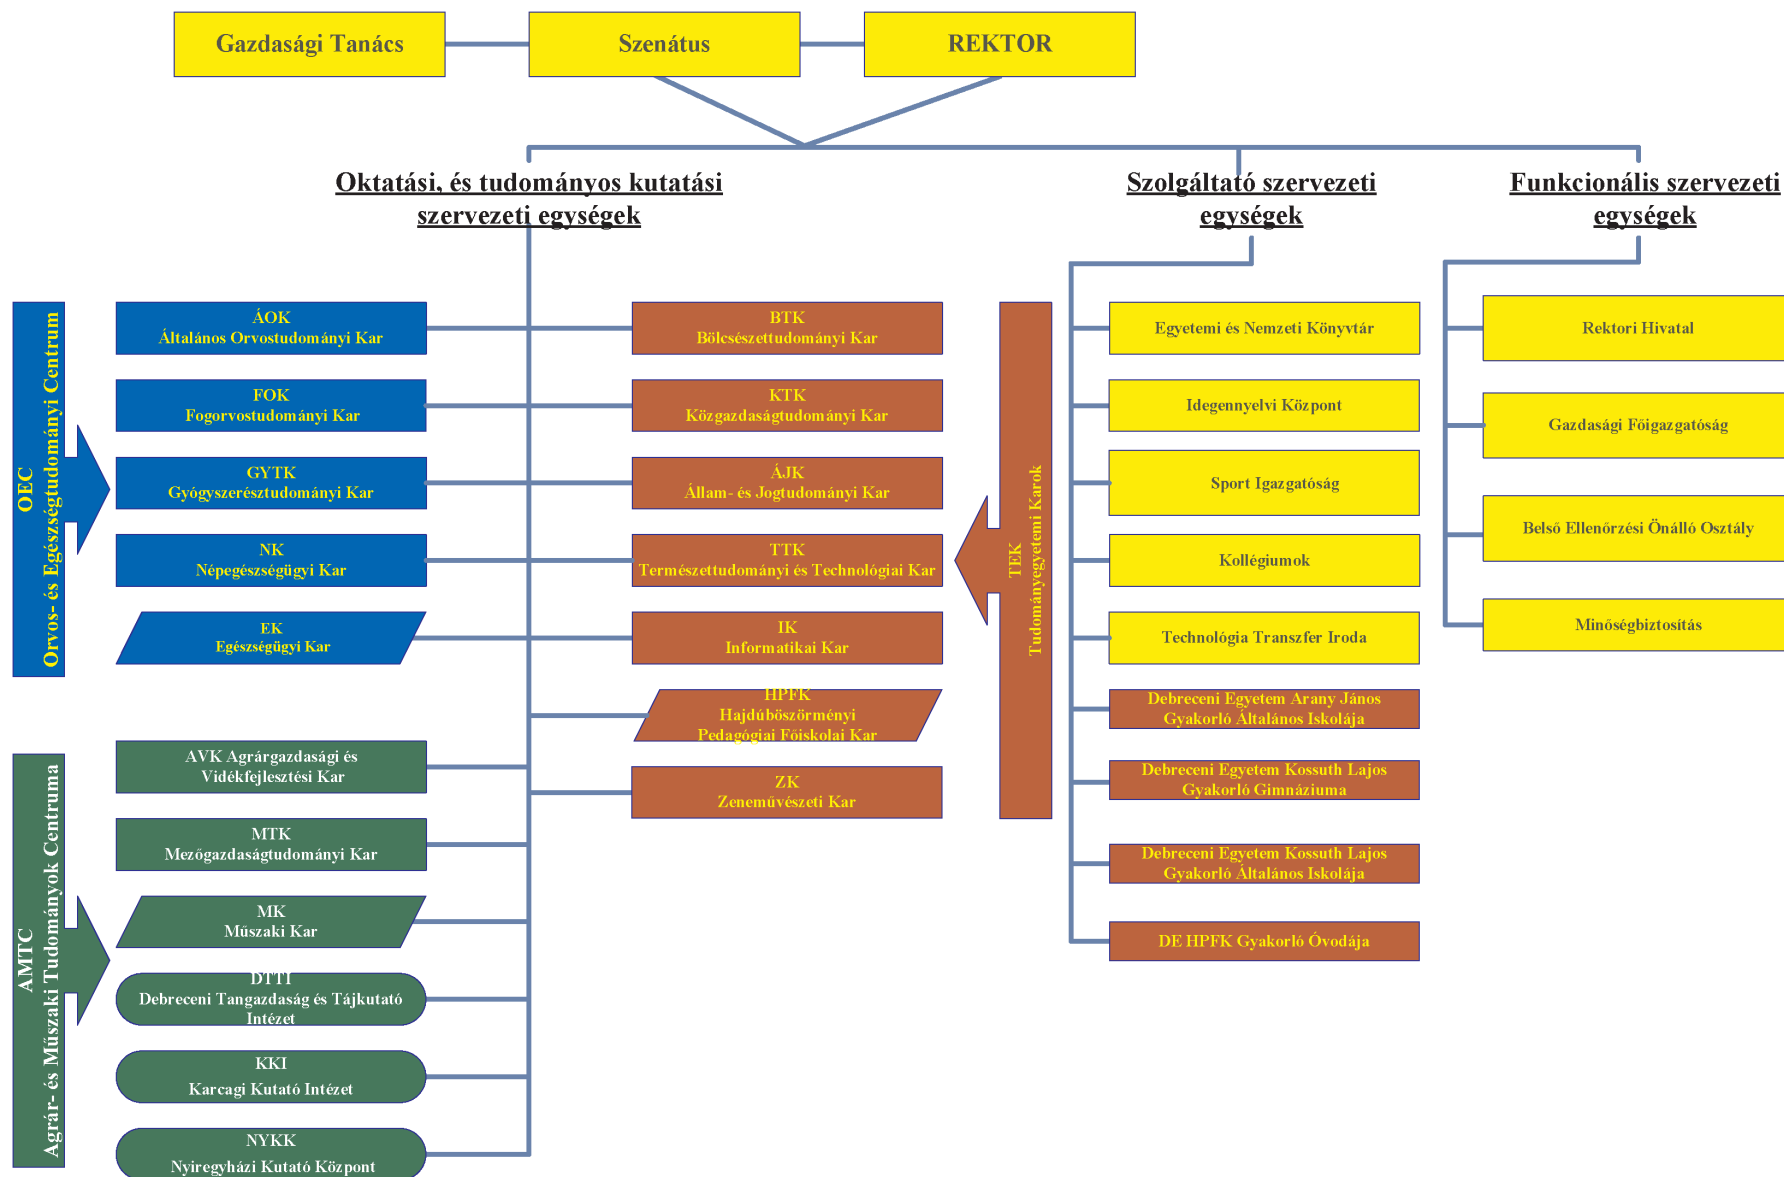 Gazdasági Tanács
Szenátus
REKTOR
Oktatási, és tudományos kutatási
szervezeti egységek
Szolgáltató szervezeti
egységek
Funkcionális szervezeti
egységek
OEC
Orvos- és Egészségtudományi Centrum
ÁOK
Általános Orvostudományi Kar
FOK
Fogorvostudományi Kar
GYTK
Gyógyszerésztudományi Kar
NK
Népegészségügyi Kar
EK
Egészségügyi Kar
AMTC
Agrár- és Műszaki Tudományok Centruma
AVK Agrárgazdasági és
Vidékfejlesztési Kar
MTK
Mezőgazdaságtudományi Kar
MK
Műszaki Kar
DTTI
Debreceni Tangazdaság és Tájkutató
Intézet
KKI
Karcagi Kutató Intézet
NYKK
Nyiregyházi Kutató Központ
BTK
Bölcsészettudományi Kar
KTK
Közgazdaságtudományi Kar
ÁJK
Állam- és Jogtudományi Kar
TTK
Természettudományi és Technológiai Kar
IK
Informatikai Kar
HPFK
Hajdúböszörményi
Pedagógiai Főiskolai Kar
ZK
Zeneművészeti Kar
TEK
Tudományegyetemi Karok
Egyetemi és Nemzeti Könyvtár
Idegennyelvi Központ
Sport Igazgatóság
Kollégiumok
Technológia Transzfer Iroda
Debreceni Egyetem Arany János
Gyakorló Általános Iskolája
Debreceni Egyetem Kossuth Lajos
Gyakorló Gimnáziuma
Debreceni Egyetem Kossuth Lajos
Gyakorló Általános Iskolája
DE HPFK Gyakorló Óvodája
Rektori Hivatal
Gazdasági Főigazgatóság
Belső Ellenőrzési Önálló Osztály
Minőségbiztosítás